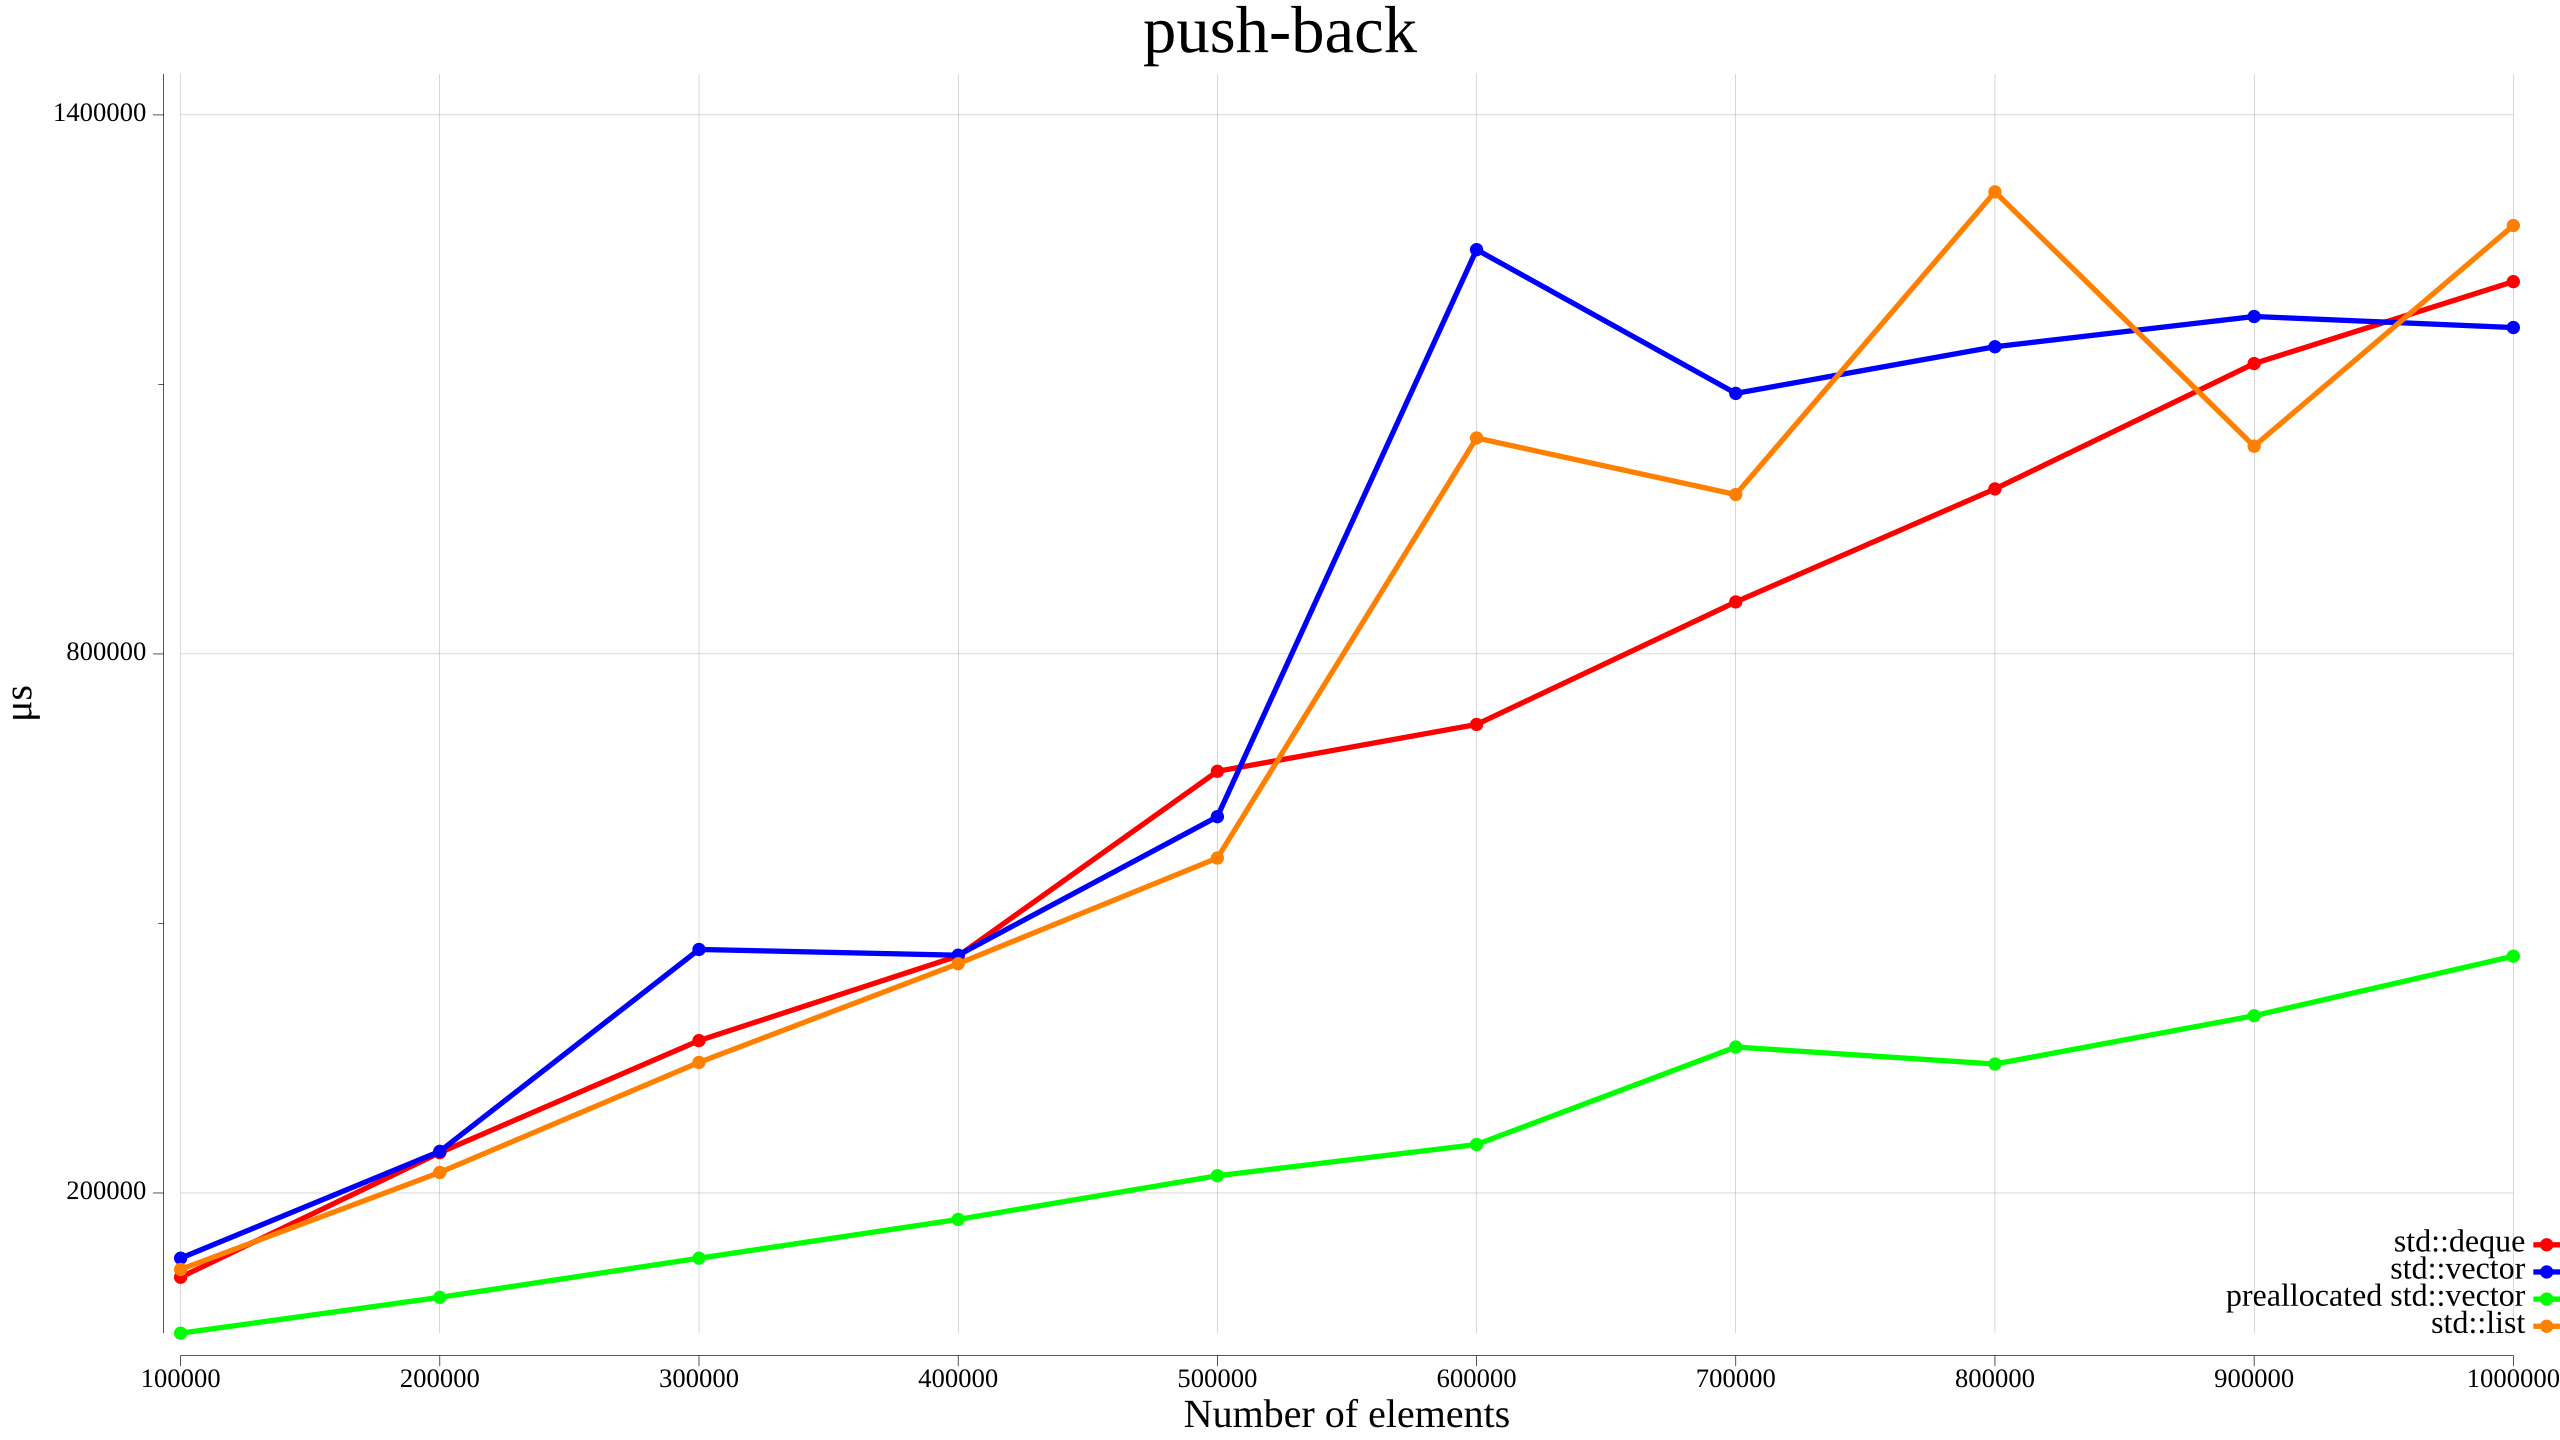 push-back
1400000
800000
200000
μs
std::deque
std::vector
preallocated std::vector
std::list
100000 200000 300000 400000 500000 600000 700000 800000 900000 1000000
Number of elements